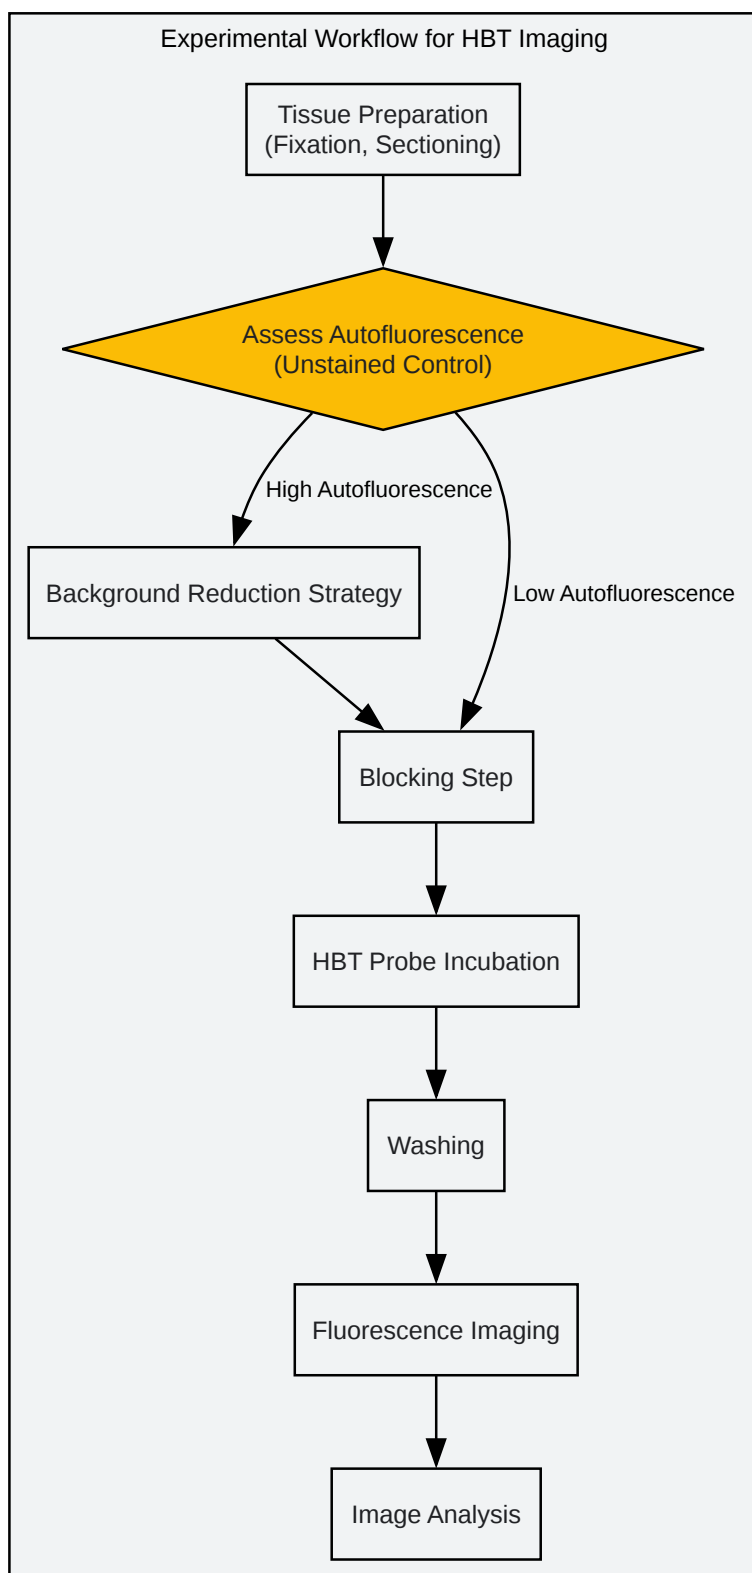 Experimental Workflow for HBT Imaging
Tissue Preparation
(Fixation, Sectioning)
Assess Autofluorescence
(Unstained Control)
High Autofluorescence
Background Reduction Strategy
Low Autofluorescence
Blocking Step
HBT Probe Incubation
Washing
Fluorescence Imaging
Image Analysis